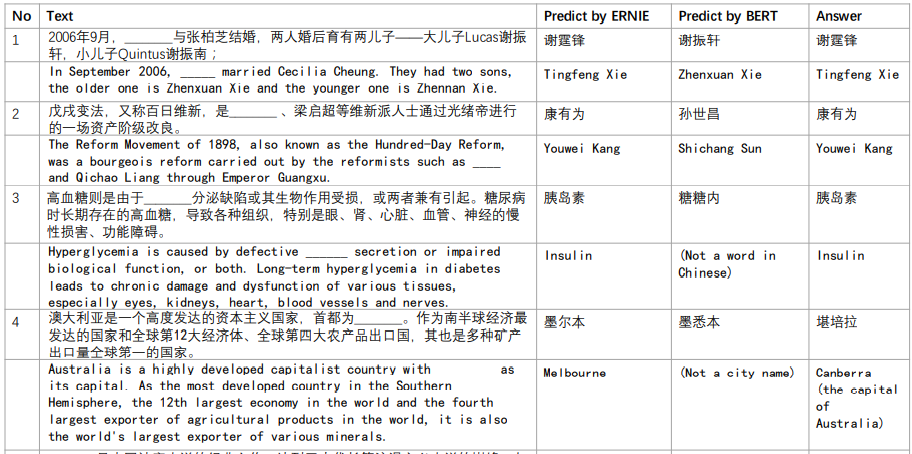 No Text Predict by ERNIE Predict by BERT Answer
1 2006年9月，_______与张柏芝结婚，两人婚后育有两儿子——大儿子Lucas谢振 谢霆锋 谢振轩 谢霆锋
轩，小儿子Quintus谢振南；
In September 2006, _____ married Cecilia Cheung. They had two sons, Tingfeng Xie Zhenxuan Xie Tingfeng Xie
the older one is Zhenxuan Xie and the younger one is Zhennan Xie.
2 戊戌变法，又称百日维新，是_______ 、梁启超等维新派人士通过光绪帝进行 康有为 孙世昌 康有为
的一场资产阶级改良。
The Reform Movement of 1898, also known as the Hundred-Day Reform, Youwei Kang Shichang Sun Youwei Kang
was a bourgeois reform carried out by the reformists such as ____
and Qichao Liang through Emperor Guangxu.
3 高血糖则是由于_______分泌缺陷或其生物作用受损，或两者兼有引起。糖尿病 胰岛素 糖糖内 胰岛素
时长期存在的高血糖，导致各种组织，特别是眼、肾、心脏、血管、神经的慢
性损害、功能障碍。
Hyperglycemia is caused by defective ______ secretion or impaired Insulin (Not a word in Insulin
biological function, or both. Long-term hyperglycemia in diabetes Chinese)
leads to chronic damage and dysfunction of various tissues,
especially eyes, kidneys, heart, blood vessels and nerves.
4 澳大利亚是一个高度发达的资本主义国家，首都为_______。作为南半球经济最 墨尔本 墨悉本 堪培拉
发达的国家和全球第12大经济体、全球第四大农产品出口国，其也是多种矿产
出口量全球第一的国家。
Australia is a highly developed capitalist country with as Melbourne (Not a city name) Canberra
its capital. As the most developed country in the Southern (the capital
Hemisphere, the 12th largest economy in the world and the fourth of
largest exporter of agricultural products in the world, it is also Australia)
the world's largest exporter of various minerals.